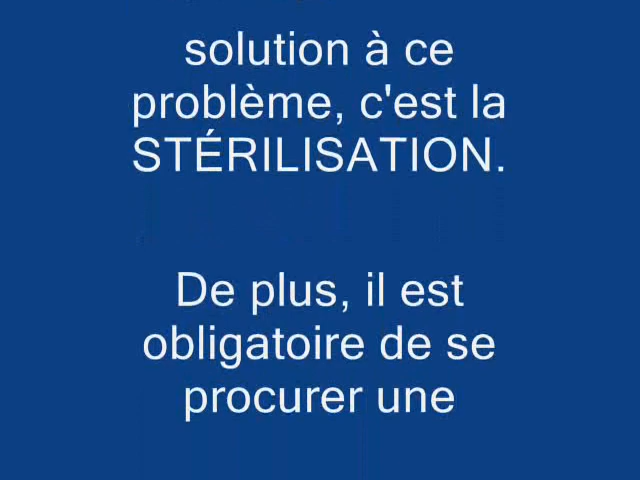 solution à ce
problème, c'est la
STÉRILISATION.
De plus, il est
obligatoire de se
procurer une